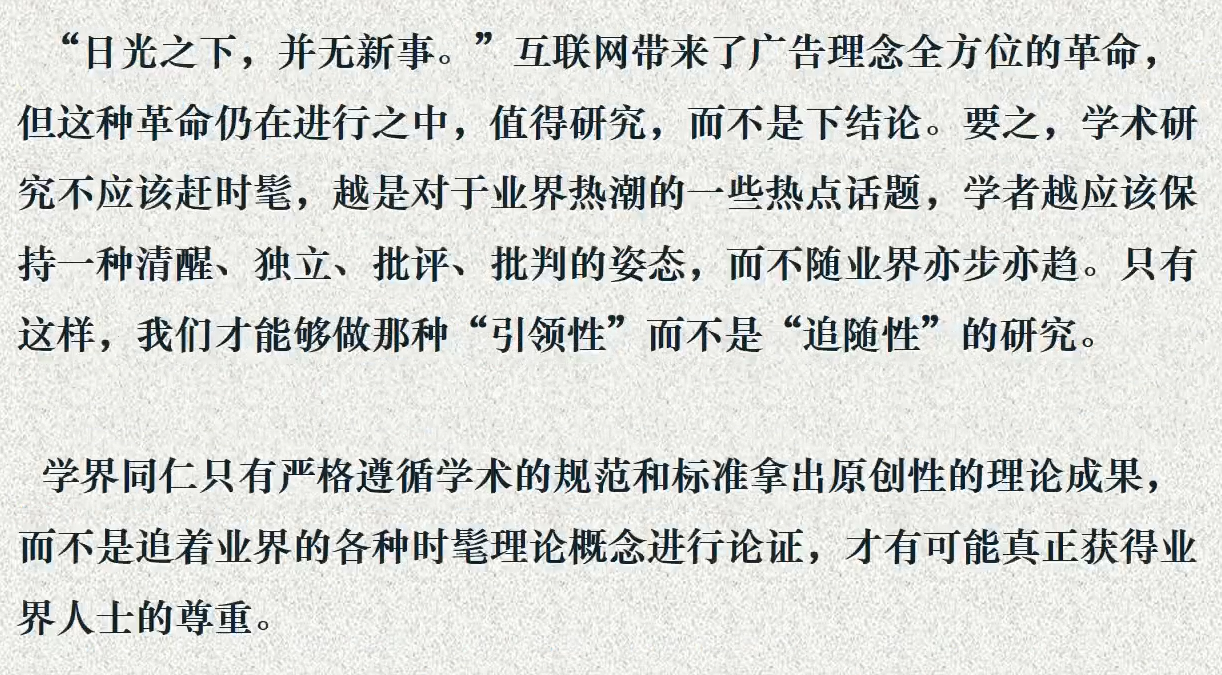 “日光之下，并无新事。”互联网带来了广告理念全方位的革命，
但这种革命仍在进行之中，值得研究，而不是下结论。要之，学术研
究不应该赶时髦，越是对于业界热潮的一些热点话题，学者越应该保
持一种清醒、独立、批评、批判的姿态，而不随业界亦步亦趋。只有
这样，我们才能够做那种“引领性”而不是“追随性”的研究。
学界同仁只有严格遵循学术的规范和标准拿出原创性的理论成果，
而不是追着业界的各种时髦理论概念进行论证，才有可能真正获得业
界人士的尊重。